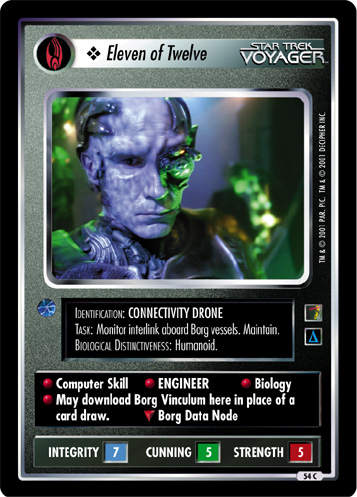 ❖ Eleven of Twelve
STAR TREK
VOYAGER™
TM & © 2001 PAR. PIC. TM & © 2001 DECIPHER INC.
IDENTIFICATION: CONNECTIVITY DRONE
TASK: Monitor interlink aboard Borg vessels. Maintain.
BIOLOGICAL DISTINCTIVENESS: Humanoid.
Computer Skill ENGINEER Biology
May download Borg Vinculum here in place of a
card draw. Borg Data Node
INTEGRITY 7 CUNNING 5 STRENGTH 5
54 C